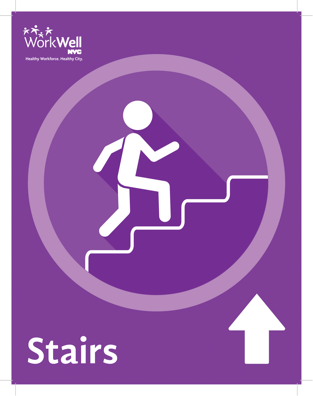 WorkWell
NYC
Healthy Workforce. Healthy City.
Stairs